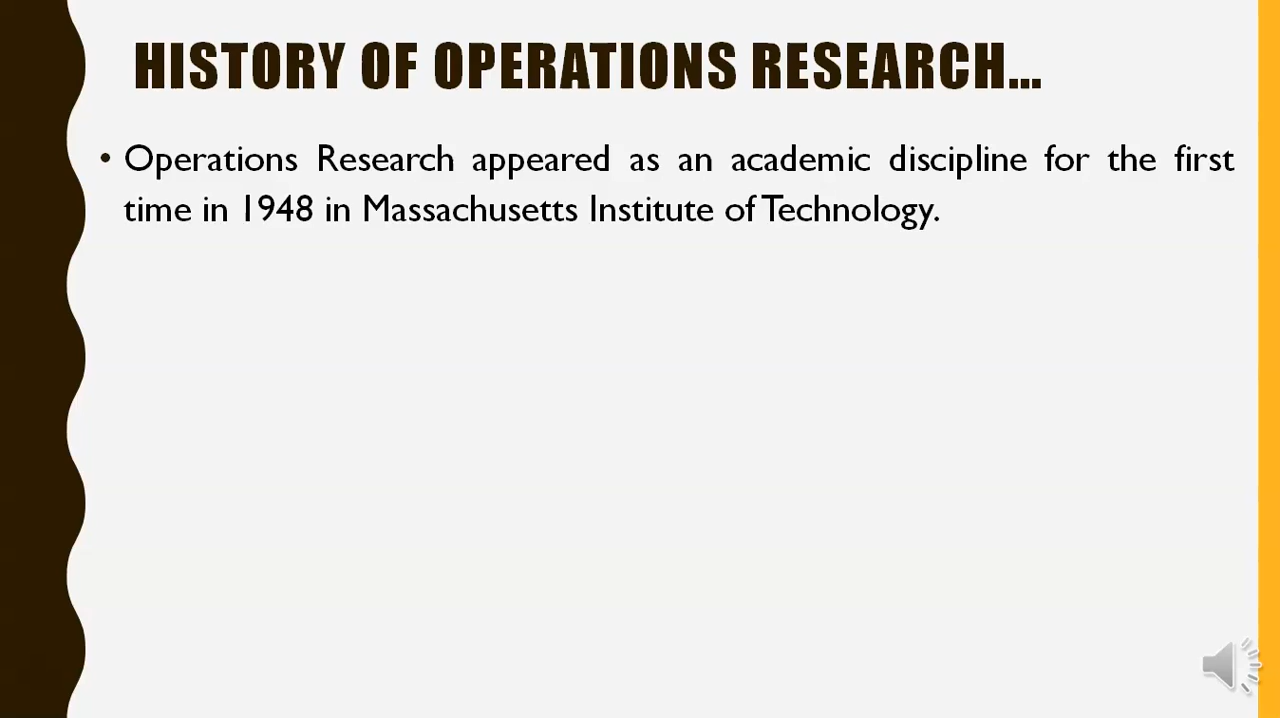 HISTORY OF OPERATIONS RESEARCH...
• Operations Research appeared as an academic discipline for the first
time in 1948 in Massachusetts Institute of Technology.